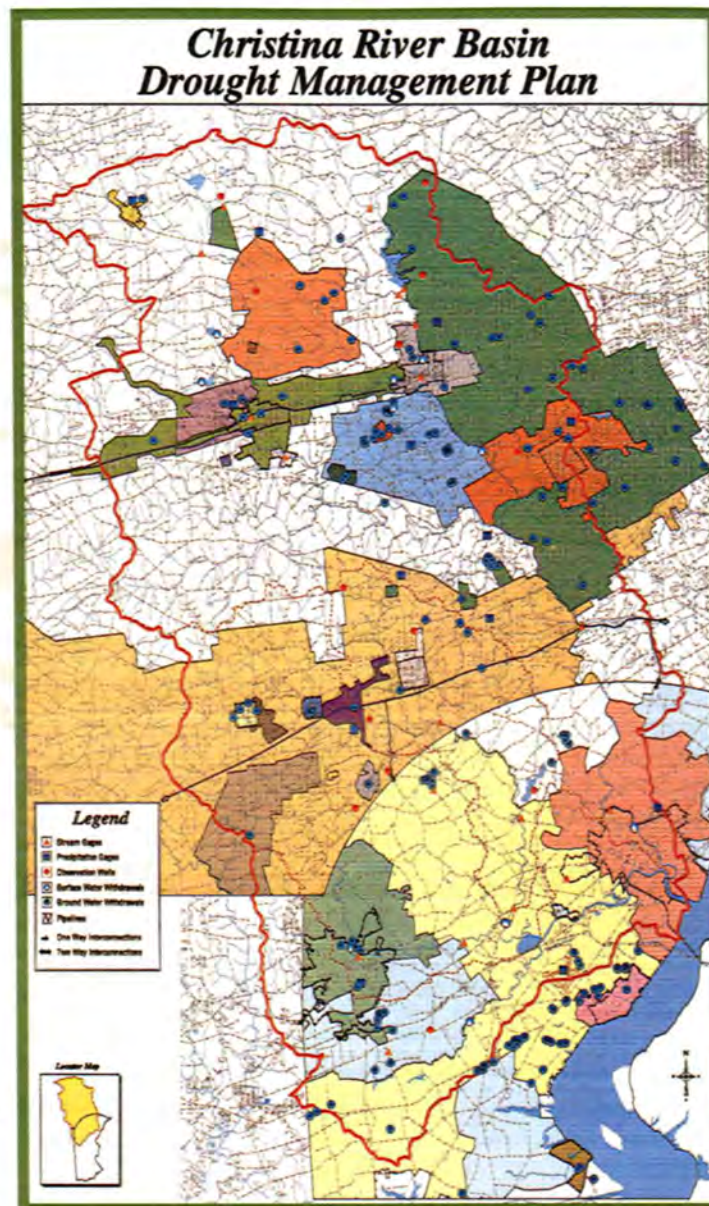 Christina River Basin
Drought Management Plan
Legend
Stream Gages
Precipitation Gages
Observation Wells
Surface Water Withdrawals
Ground Water Withdrawals
Pipelines
One Way Interconnections
Two Way Interconnections
Locator Map
N